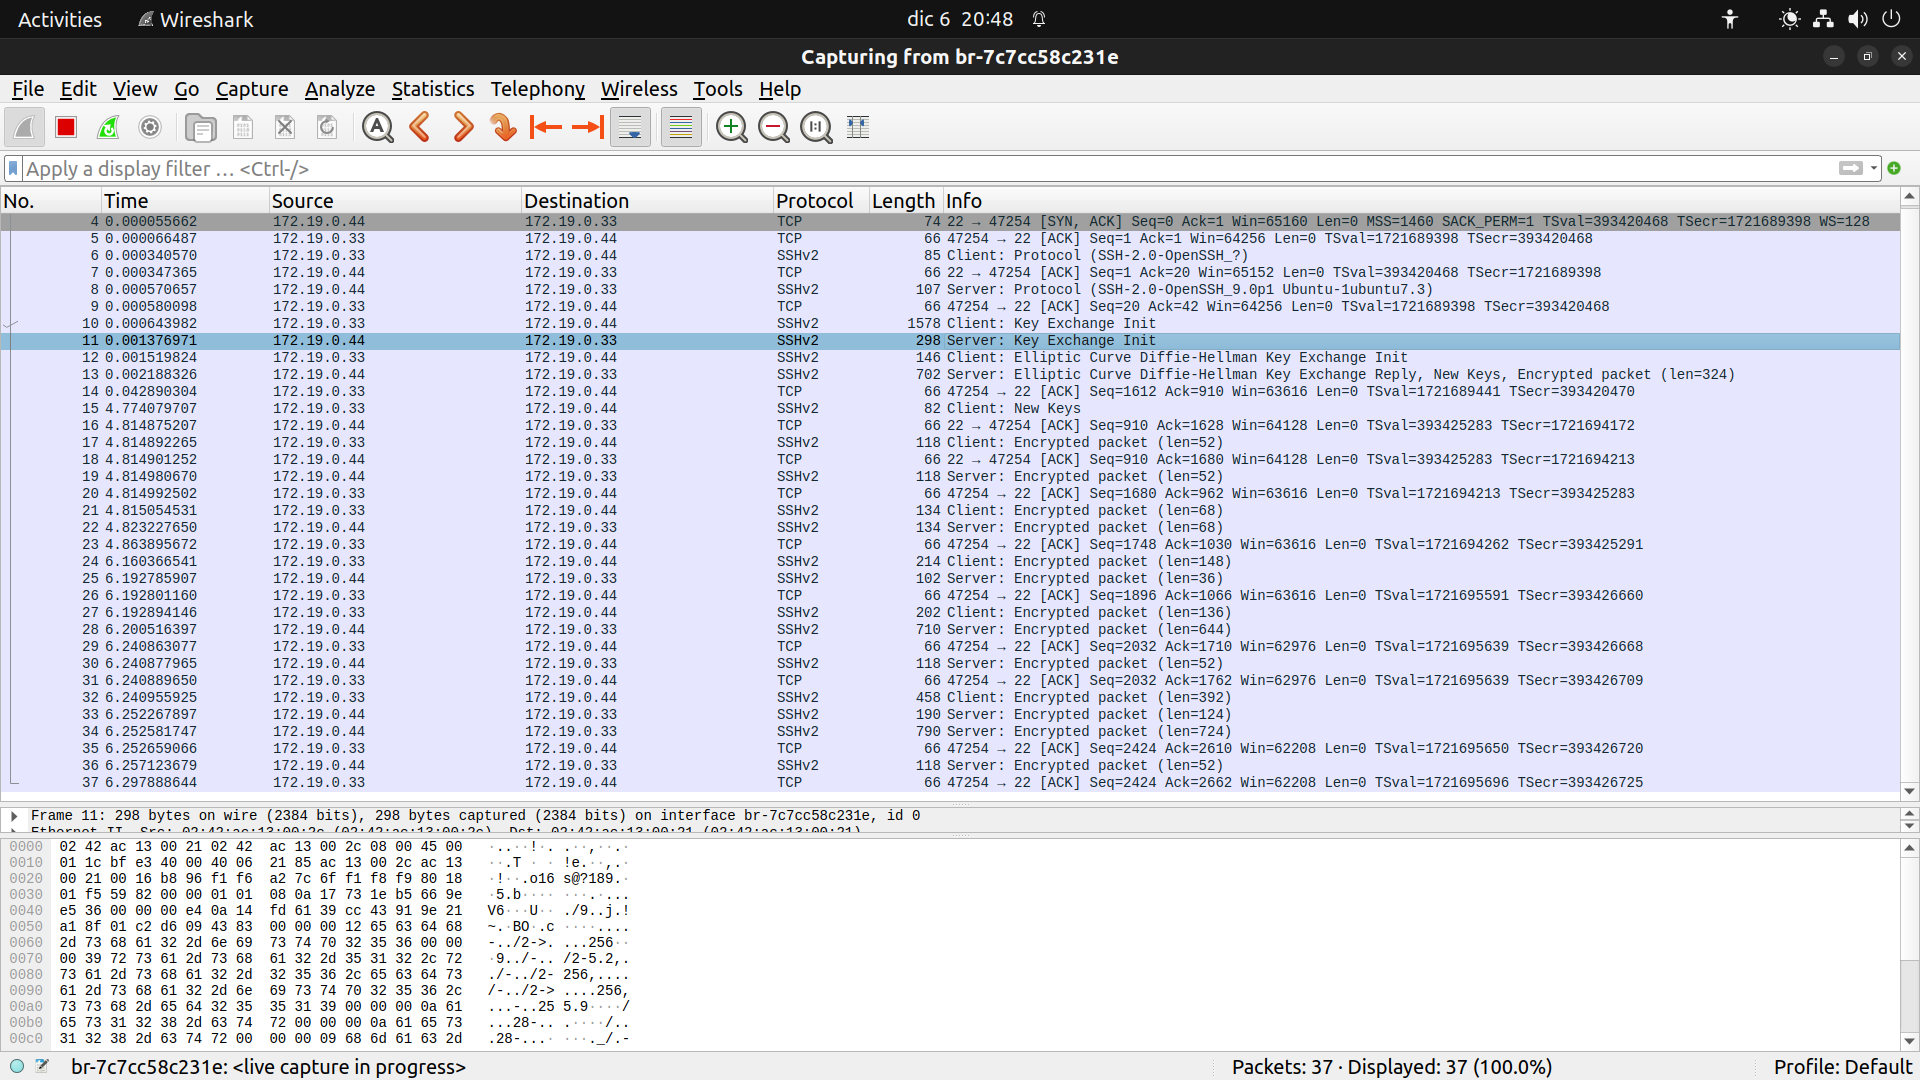 Activities Wireshark dic 6 20:48
Capturing from br-7c7cc58c231e
File Edit View Go Capture Analyze Statistics Telephony Wireless Tools Help
Apply a display filter … <Ctrl-/>
No. Time Source Destination Protocol Length Info
4 0.000055662 172.19.0.44 172.19.0.33 TCP 74 22 → 47254 [SYN, ACK] Seq=0 Ack=1 Win=65160 Len=0 MSS=1460 SACK_PERM=1 TSval=393420468 TSecr=1721689398 WS=128
5 0.000066487 172.19.0.33 172.19.0.44 TCP 66 47254 → 22 [ACK] Seq=1 Ack=1 Win=64256 Len=0 TSval=1721689398 TSecr=393420468
6 0.000340570 172.19.0.33 172.19.0.44 SSHv2 85 Client: Protocol (SSH-2.0-OpenSSH_?)
7 0.000347365 172.19.0.44 172.19.0.33 TCP 66 22 → 47254 [ACK] Seq=1 Ack=20 Win=65152 Len=0 TSval=393420468 TSecr=1721689398
8 0.000570657 172.19.0.44 172.19.0.33 SSHv2 107 Server: Protocol (SSH-2.0-OpenSSH_9.0p1 Ubuntu-1ubuntu7.3)
9 0.000580098 172.19.0.33 172.19.0.44 TCP 66 47254 → 22 [ACK] Seq=20 Ack=42 Win=64256 Len=0 TSval=1721689398 TSecr=393420468
10 0.000643982 172.19.0.33 172.19.0.44 SSHv2 1578 Client: Key Exchange Init
11 0.001376971 172.19.0.44 172.19.0.33 SSHv2 298 Server: Key Exchange Init
12 0.001519824 172.19.0.33 172.19.0.44 SSHv2 146 Client: Elliptic Curve Diffie-Hellman Key Exchange Init
13 0.002188326 172.19.0.44 172.19.0.33 SSHv2 702 Server: Elliptic Curve Diffie-Hellman Key Exchange Reply, New Keys, Encrypted packet (len=324)
14 0.042890304 172.19.0.33 172.19.0.44 TCP 66 47254 → 22 [ACK] Seq=1612 Ack=910 Win=63616 Len=0 TSval=1721689441 TSecr=393420470
15 4.774079707 172.19.0.33 172.19.0.44 SSHv2 82 Client: New Keys
16 4.814875207 172.19.0.44 172.19.0.33 TCP 66 22 → 47254 [ACK] Seq=910 Ack=1628 Win=64128 Len=0 TSval=393425283 TSecr=1721694172
17 4.814892265 172.19.0.33 172.19.0.44 SSHv2 118 Client: Encrypted packet (len=52)
18 4.814901252 172.19.0.44 172.19.0.33 TCP 66 22 → 47254 [ACK] Seq=910 Ack=1680 Win=64128 Len=0 TSval=393425283 TSecr=1721694213
19 4.814980670 172.19.0.44 172.19.0.33 SSHv2 118 Server: Encrypted packet (len=52)
20 4.814992502 172.19.0.33 172.19.0.44 TCP 66 47254 → 22 [ACK] Seq=1680 Ack=962 Win=63616 Len=0 TSval=1721694213 TSecr=393425283
21 4.815054531 172.19.0.33 172.19.0.44 SSHv2 134 Client: Encrypted packet (len=68)
22 4.823227650 172.19.0.44 172.19.0.33 SSHv2 134 Server: Encrypted packet (len=68)
23 4.863895672 172.19.0.33 172.19.0.44 TCP 66 47254 → 22 [ACK] Seq=1748 Ack=1030 Win=63616 Len=0 TSval=1721694262 TSecr=393425291
24 6.160366541 172.19.0.33 172.19.0.44 SSHv2 214 Client: Encrypted packet (len=148)
25 6.192785907 172.19.0.44 172.19.0.33 SSHv2 102 Server: Encrypted packet (len=36)
26 6.192801160 172.19.0.33 172.19.0.44 TCP 66 47254 → 22 [ACK] Seq=1896 Ack=1066 Win=63616 Len=0 TSval=1721695591 TSecr=393426660
27 6.192894146 172.19.0.33 172.19.0.44 SSHv2 202 Client: Encrypted packet (len=136)
28 6.200516397 172.19.0.44 172.19.0.33 SSHv2 710 Server: Encrypted packet (len=644)
29 6.240863077 172.19.0.33 172.19.0.44 TCP 66 47254 → 22 [ACK] Seq=2032 Ack=1710 Win=62976 Len=0 TSval=1721695639 TSecr=393426668
30 6.240877965 172.19.0.44 172.19.0.33 SSHv2 118 Server: Encrypted packet (len=52)
31 6.240889650 172.19.0.33 172.19.0.44 TCP 66 47254 → 22 [ACK] Seq=2032 Ack=1762 Win=62976 Len=0 TSval=1721695639 TSecr=393426709
32 6.240955925 172.19.0.33 172.19.0.44 SSHv2 458 Client: Encrypted packet (len=392)
33 6.252267897 172.19.0.44 172.19.0.33 SSHv2 190 Server: Encrypted packet (len=124)
34 6.252581747 172.19.0.44 172.19.0.33 SSHv2 790 Server: Encrypted packet (len=724)
35 6.252659066 172.19.0.33 172.19.0.44 TCP 66 47254 → 22 [ACK] Seq=2424 Ack=2610 Win=62208 Len=0 TSval=1721695650 TSecr=393426720
36 6.257123679 172.19.0.44 172.19.0.33 SSHv2 118 Server: Encrypted packet (len=52)
37 6.297888644 172.19.0.33 172.19.0.44 TCP 66 47254 → 22 [ACK] Seq=2424 Ack=2662 Win=62208 Len=0 TSval=1721695696 TSecr=393426725
Frame 11: 298 bytes on wire (2384 bits), 298 bytes captured (2384 bits) on interface br-7c7cc58c231e, id 0
Ethernet II, Src: 02:42:ac:13:00:2c (02:42:ac:13:00:2c), Dst: 02:42:ac:13:00:21 (02:42:ac:13:00:21)
0000 02 42 ac 13 00 21 02 42 ac 13 00 2c 08 00 45 00 ·..··!·. .··,··.·
0010 01 1c bf e3 40 00 40 06 21 85 ac 13 00 2c ac 13 ··.T · · !e.··,.·
0020 00 21 00 16 b8 96 f1 f6 a2 7c 6f f1 f8 f9 80 18 ·!··.o16 s@?189.·
0030 01 f5 59 82 00 00 01 01 08 0a 17 73 1e b5 66 9e ·5.b···· ···.·...
0040 e5 36 00 00 00 e4 0a 14 fd 61 39 cc 43 91 9e 21 V6···U·· ./9..j.!
0050 a1 8f 01 c2 d6 09 43 83 00 00 00 12 65 63 64 68 ~.·BO·.c ····....
0060 2d 73 68 61 32 2d 6e 69 73 74 70 32 35 36 00 00 -../2->. ...256··
0070 00 39 72 73 61 2d 73 68 61 32 2d 35 31 32 2c 72 ·9../-.. /2-5.2,.
0080 73 61 2d 73 68 61 32 2d 32 35 36 2c 65 63 64 73 ./-../2- 256,....
0090 61 2d 73 68 61 32 2d 6e 69 73 74 70 32 35 36 2c /-../2-> ....256,
00a0 73 73 68 2d 65 64 32 35 35 31 39 00 00 00 0a 61 ...-..25 5.9····/
00b0 65 73 31 32 38 2d 63 74 72 00 00 00 0a 61 65 73 ...28-.. .····/..
00c0 31 32 38 2d 63 74 72 00 00 00 09 68 6d 61 63 2d .28-...· ···._/.-
br-7c7cc58c231e: <live capture in progress> Packets: 37 · Displayed: 37 (100.0%) Profile: Default